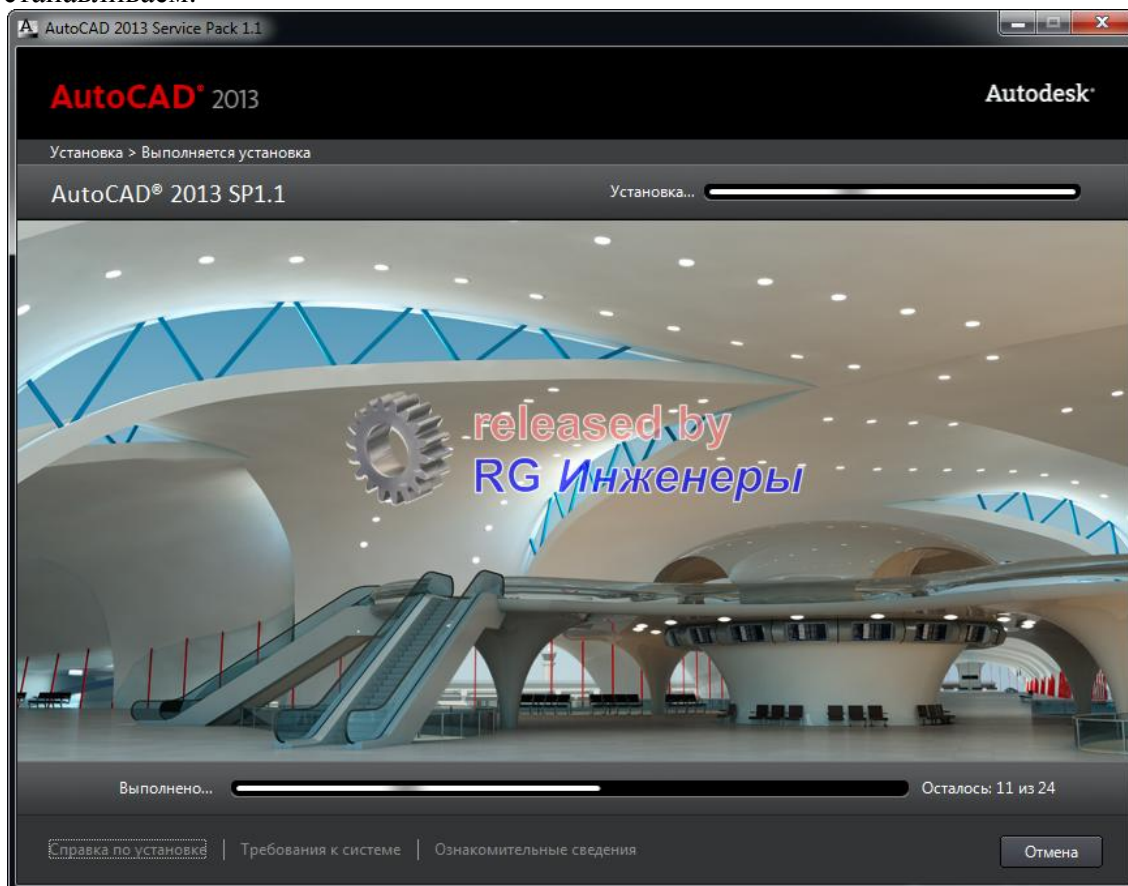 AutoCAD 2013 Service Pack 1.1
AutoCAD® 2013
Autodesk®
Установка > Выполняется установка
AutoCAD® 2013 SP1.1
Установка...
released by
RG Инженеры
Выполнено...
Осталось: 11 из 24
Справка по установке | Требования к системе | Ознакомительные сведения
Отмена